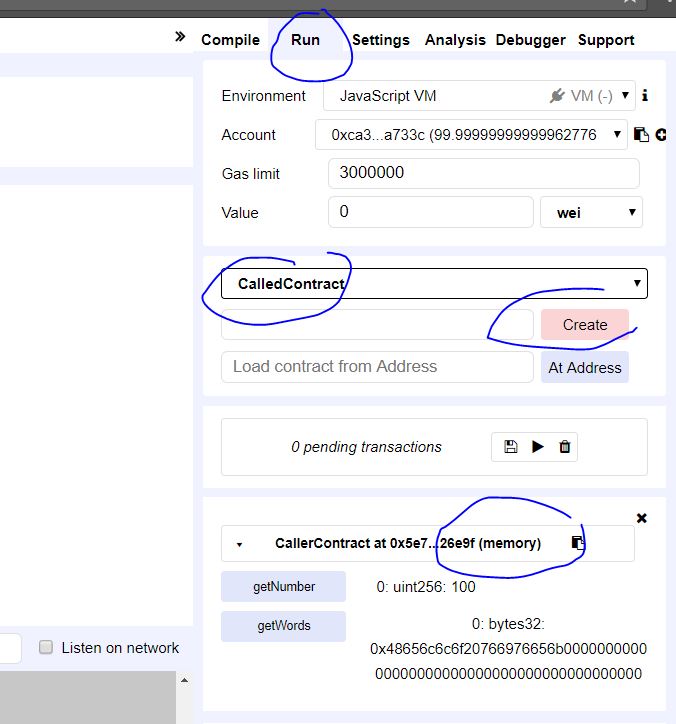 Compile Run Settings Analysis Debugger Support
Environment JavaScript VM VM (-)
Account 0xca3...a733c (99.99999999999962776
Gas limit 3000000
Value 0 wei
CalledContract
Create
Load contract from Address At Address
0 pending transactions
CallerContract at 0x5e7...26e9f (memory)
getNumber 0: uint256: 100
getWords 0: bytes32:
0x48656c6c6f20766976656b0000000000
00000000000000000000000000000000
Listen on network